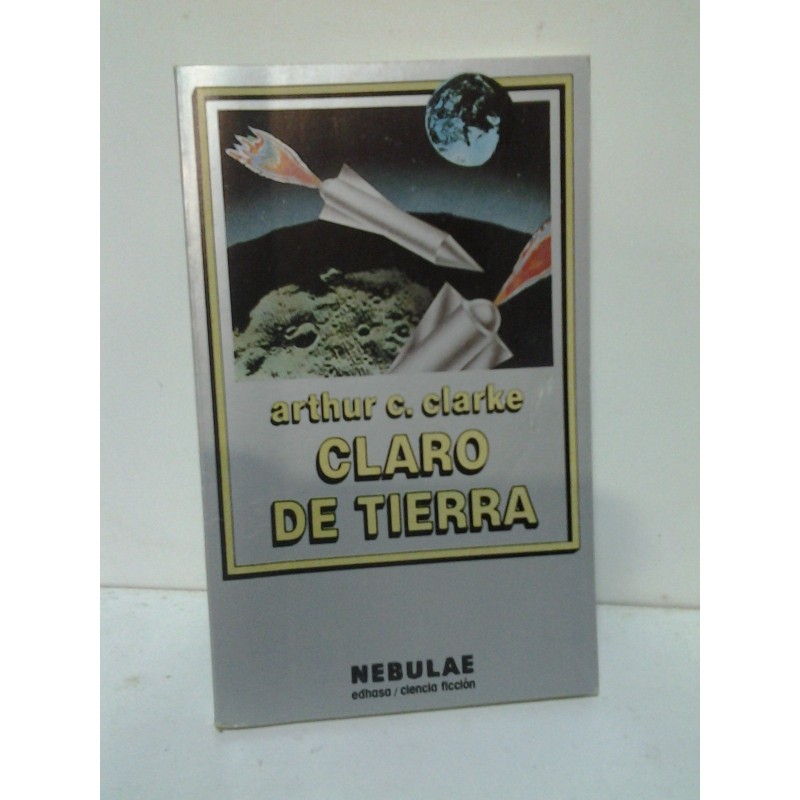 arthur c. clarke
CLARO
DE TIERRA
NEBULAE
edhasa / ciencia ficción